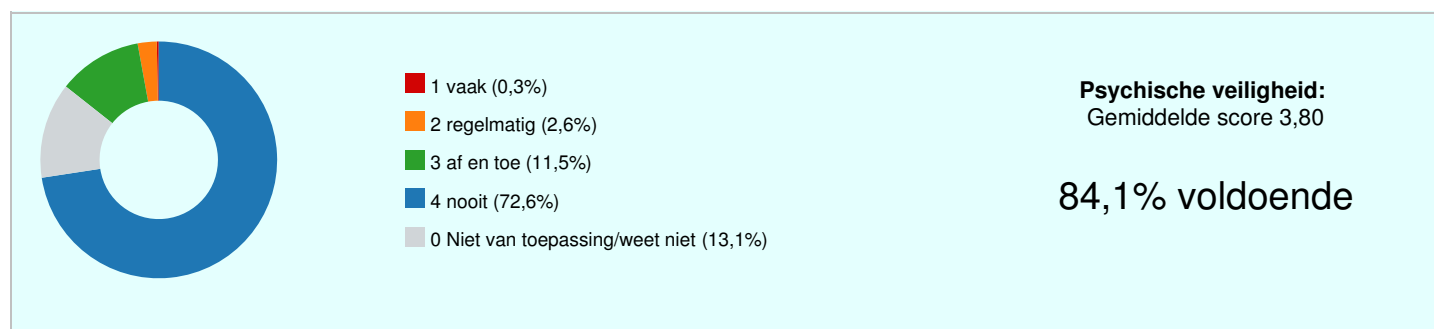 1 vaak (0,3%)
2 regelmatig (2,6%)
3 af en toe (11,5%)
4 nooit (72,6%)
0 Niet van toepassing/weet niet (13,1%)
Psychische veiligheid:
Gemiddelde score 3,80
84,1% voldoende